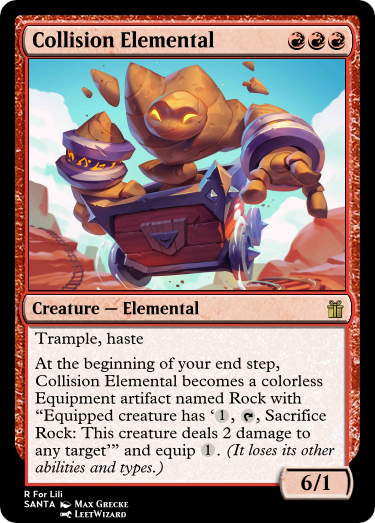 Collision Elemental
Creature — Elemental
Trample, haste
At the beginning of your end step,
Collision Elemental becomes a colorless
Equipment artifact named Rock with
“Equipped creature has ‘1, , Sacrifice
Rock: This creature deals 2 damage to
any target’” and equip 1. (It loses its other
abilities and types.)
6/1
R For Lili
SANTA Max Grecke
LeetWizard